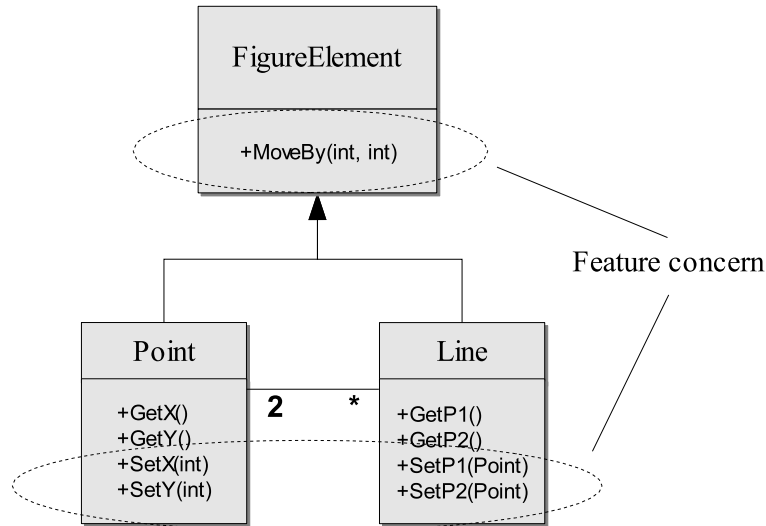 FigureElement
+MoveBy(int, int)
Feature concern
Point
+GetX()
+GetY()
+SetX(int)
+SetY(int)
2
*
Line
+GetP1()
+GetP2()
+SetP1(Point)
+SetP2(Point)